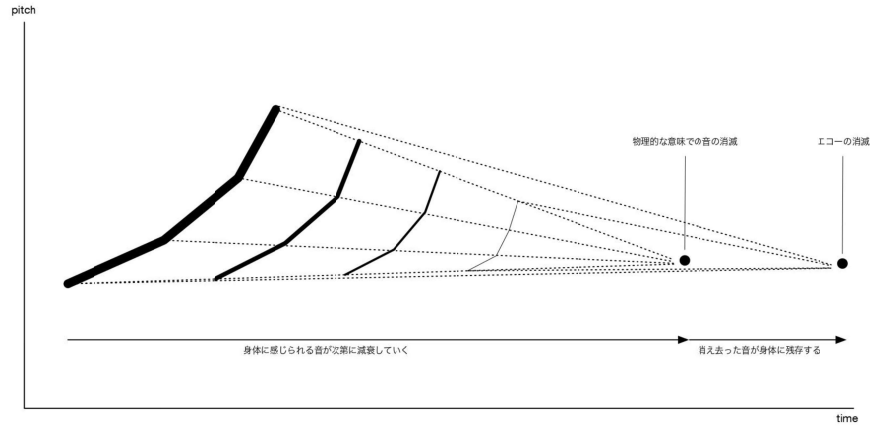 pitch
物理的な意味での音の消滅
エコーの消滅
身体に感じられる音が次第に減衰していく
消え去った音が身体に残存する
time